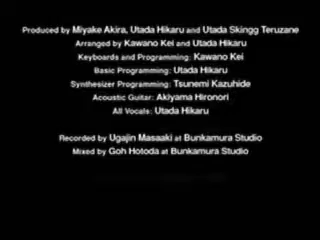 Produced by Miyake Akira, Utada Hikaru and Utada Skingg Teruzane
Arranged by Kawano Kei and Utada Hikaru
Keyboards and Programming: Kawano Kei
Basic Programming: Utada Hikaru
Synthesizer Programming: Tsunemi Kazuhide
Acoustic Guitar: Akiyama Hironori
All Vocals: Utada Hikaru
Recorded by Ugajin Masaaki at Bunkamura Studio
Mixed by Goh Hotoda at Bunkamura Studio